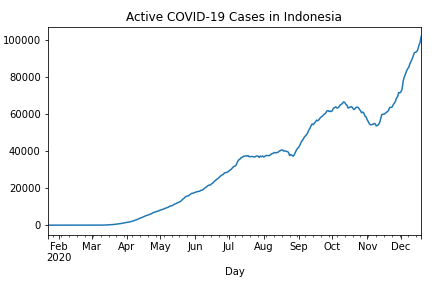 Active COVID-19 Cases in Indonesia
100000
80000
60000
40000
20000
0
Feb Mar Apr May Jun Jul Aug Sep Oct Nov Dec
2020
Day